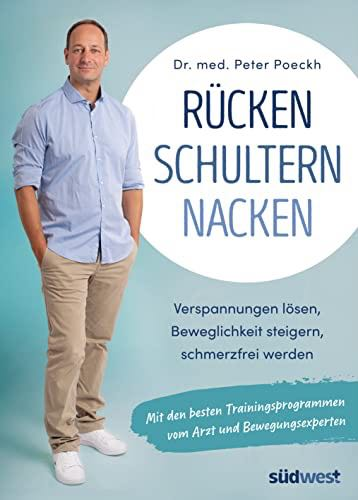 Dr. med. Peter Poeckh
RÜCKEN
SCHULTERN
NACKEN
Verspannungen lösen,
Beweglichkeit steigern,
schmerzfrei werden
Mit den besten Trainingsprogrammen
vom Arzt und Bewegungsexperten
südwest